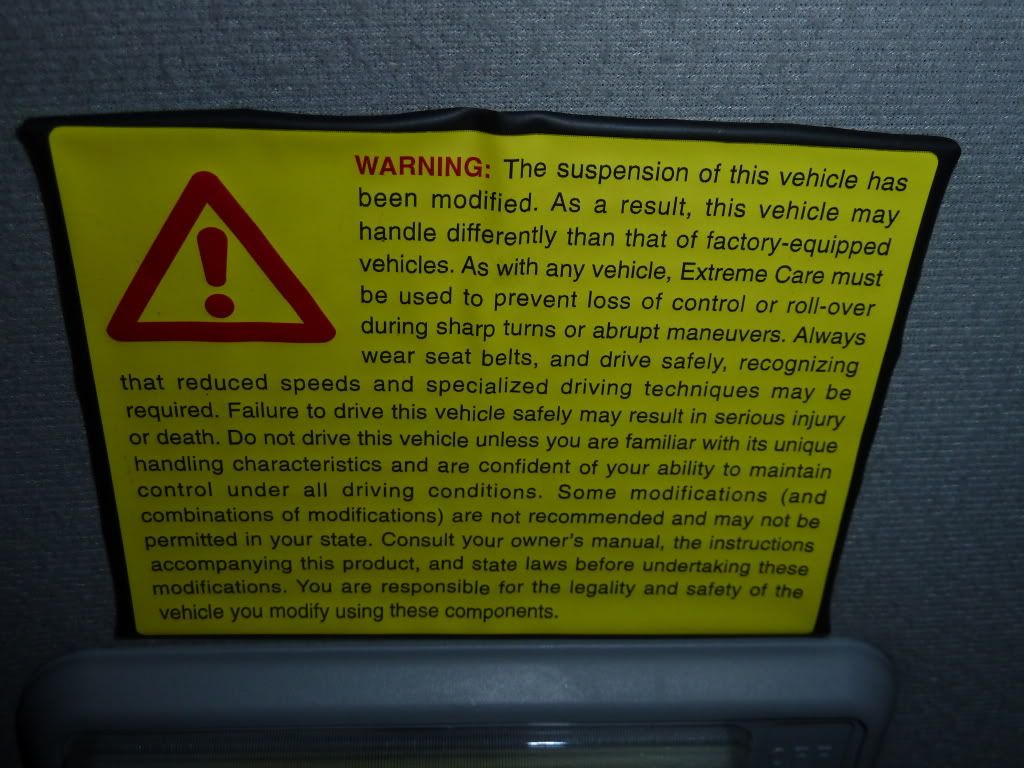 WARNING: The suspension of this vehicle has
been modified. As a result, this vehicle may
handle differently than that of factory-equipped
vehicles. As with any vehicle, Extreme Care must
be used to prevent loss of control or roll-over
during sharp turns or abrupt maneuvers. Always
wear seat belts, and drive safely, recognizing
that reduced speeds and specialized driving techniques may be
required. Failure to drive this vehicle safely may result in serious injury
or death. Do not drive this vehicle unless you are familiar with its unique
handling characteristics and are confident of your ability to maintain
control under all driving conditions. Some modifications (and
combinations of modifications) are not recommended and may not be
permitted in your state. Consult your owner's manual, the instructions
accompanying this product, and state laws before undertaking these
modifications. You are responsible for the legality and safety of the
vehicle you modify using these components.
OFF